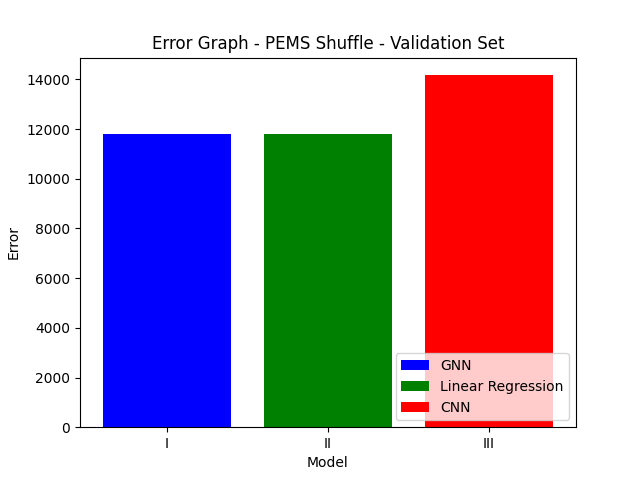 Error Graph - PEMS Shuffle - Validation Set
14000
12000
10000
8000
6000
4000
2000
0
Error
I II III
Model
GNN
Linear Regression
CNN